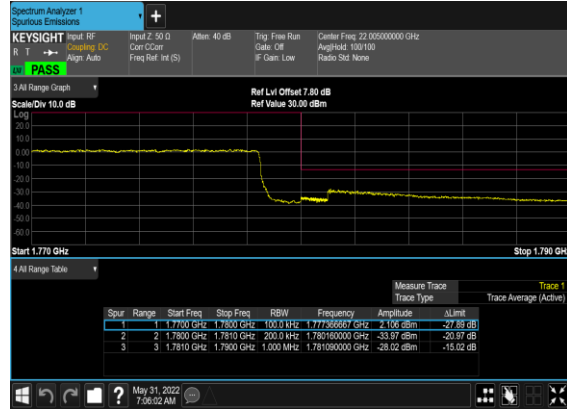 Spectrum Analyzer 1
Spurious Emissions
+
KEYSIGHT Input: RF Input Z: 50 Ω Atten: 40 dB Trig: Free Run Center Freq: 22.005000000 GHz
R T Coupling: DC Corr CCorr Gate: Off Avg|Hold: 100/100
Align: Auto Freq Ref: Int (S) IF Gain: Low Radio Std: None
PASS
3 All Range Graph
Ref Lvl Offset 7.80 dB
Scale/Div 10.0 dB Ref Value 30.00 dBm
Log
20.0
10.0
0.00
-10.0
-20.0
-30.0
-40.0
-50.0
-60.0
Start 1.770 GHz Stop 1.790 GHz
4 All Range Table
Measure Trace Trace 1
Trace Type Trace Average (Active)
Spur Range Start Freq Stop Freq RBW Frequency Amplitude ΔLimit
1 1 1.7700 GHz 1.7800 GHz 100.0 kHz 1.777366667 GHz 2.106 dBm -27.89 dB
2 2 1.7800 GHz 1.7810 GHz 200.0 kHz 1.780160000 GHz -33.97 dBm -20.97 dB
3 3 1.7810 GHz 1.7900 GHz 1.000 MHz 1.781090000 GHz -28.02 dBm -15.02 dB
? May 31, 2022
7:06:02 AM